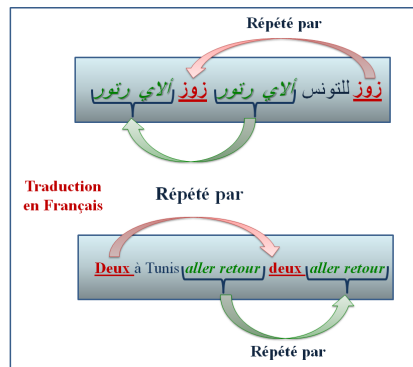 Répété par
زوز للتونس ألاي رتور زوز ألاي رتور
Répété par
Traduction
en Français
Deux à Tunis aller retour deux aller retour
Répété par